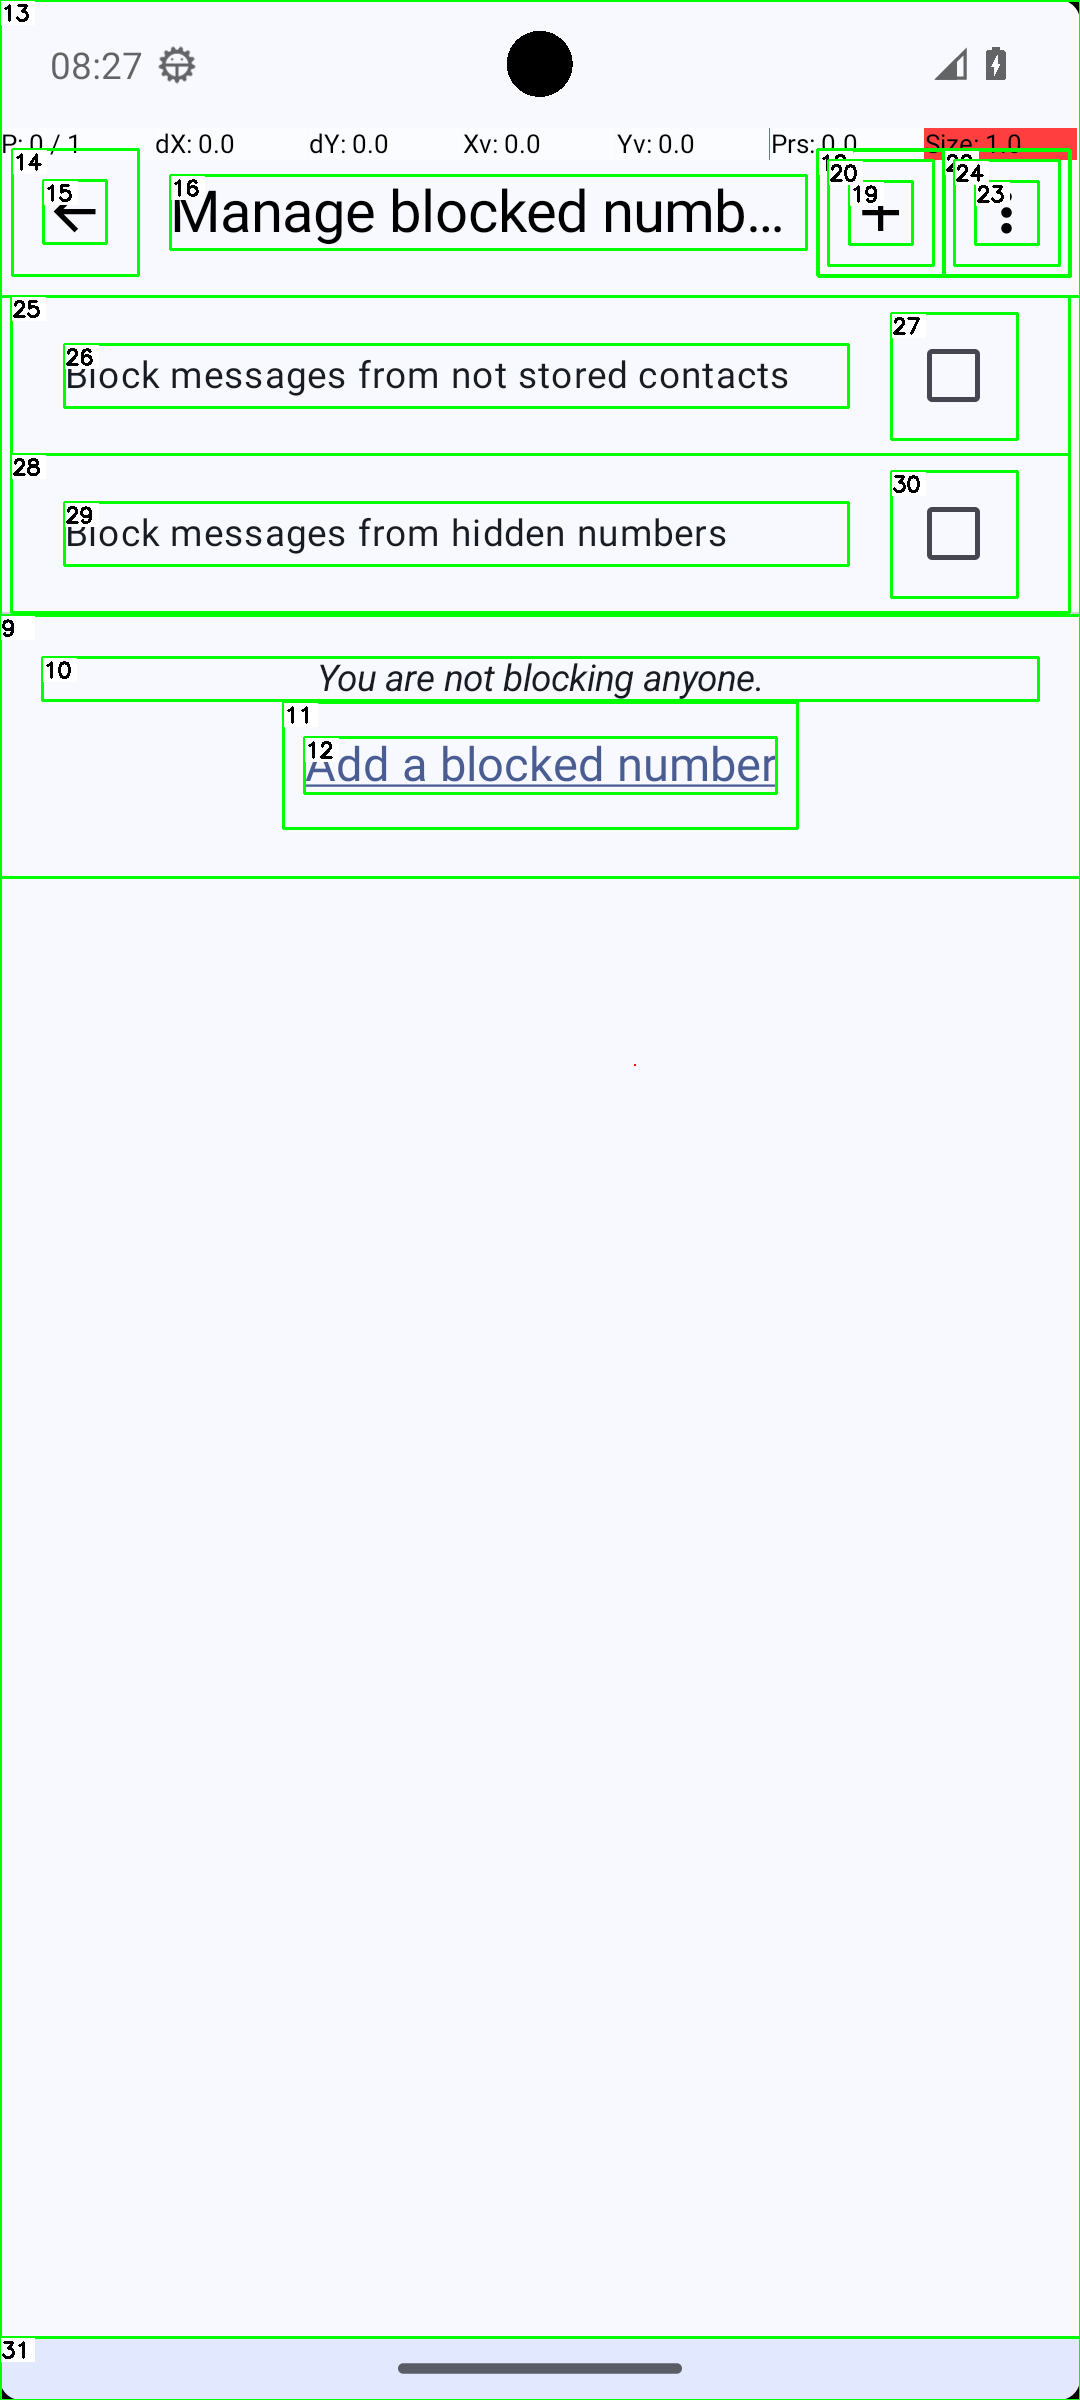 13
08:27
P: 0 / 1 dX: 0.0 dY: 0.0 Xv: 0.0 Yv: 0.0 Prs: 0.0 Size: 1.0
14 20 24
15 16 Manage blocked numb… 19 23
25
26 Block messages from not stored contacts 27
28
29 Block messages from hidden numbers 30
9
10 You are not blocking anyone.
11
12 Add a blocked number
31